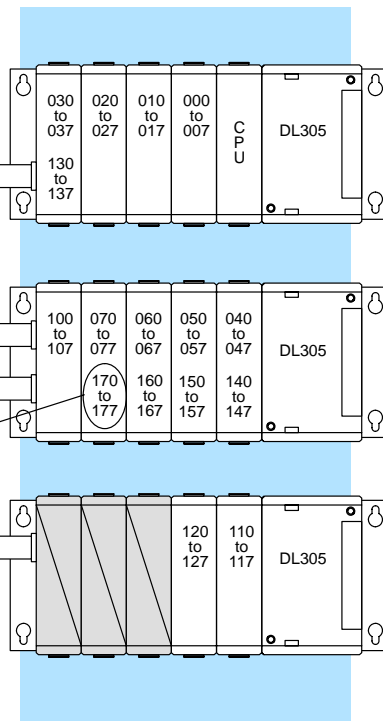 030
to
037
130
to
137
020
to
027
010
to
017
000
to
007
C
P
U
DL305
100
to
107
070
to
077
170
to
177
060
to
067
160
to
167
050
to
057
150
to
157
040
to
047
140
to
147
DL305
120
to
127
110
to
117
DL305